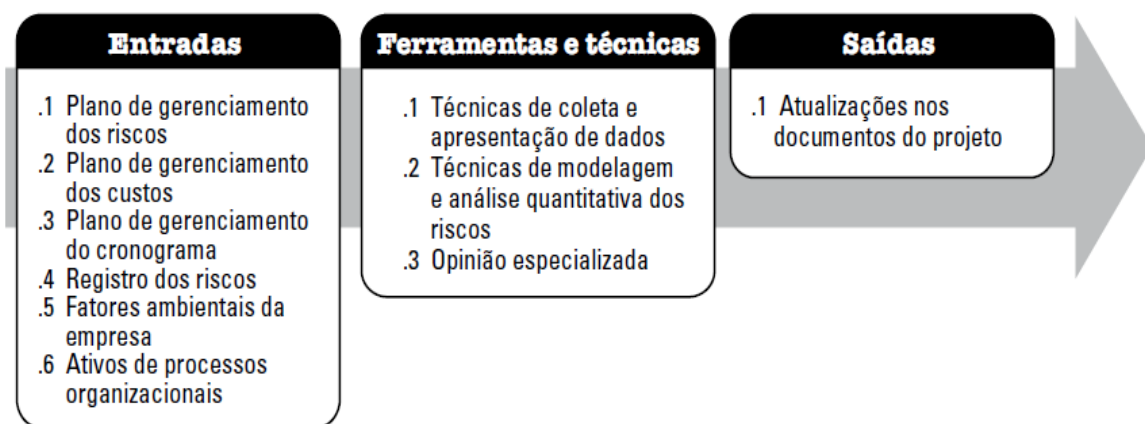 Entradas
.1 Plano de gerenciamento
dos riscos
.2 Plano de gerenciamento
dos custos
.3 Plano de gerenciamento
do cronograma
.4 Registro dos riscos
.5 Fatores ambientais da
empresa
.6 Ativos de processos
organizacionais
Ferramentas e técnicas
.1 Técnicas de coleta e
apresentação de dados
.2 Técnicas de modelagem
e análise quantitativa dos
riscos
.3 Opinião especializada
Saídas
.1 Atualizações nos
documentos do projeto